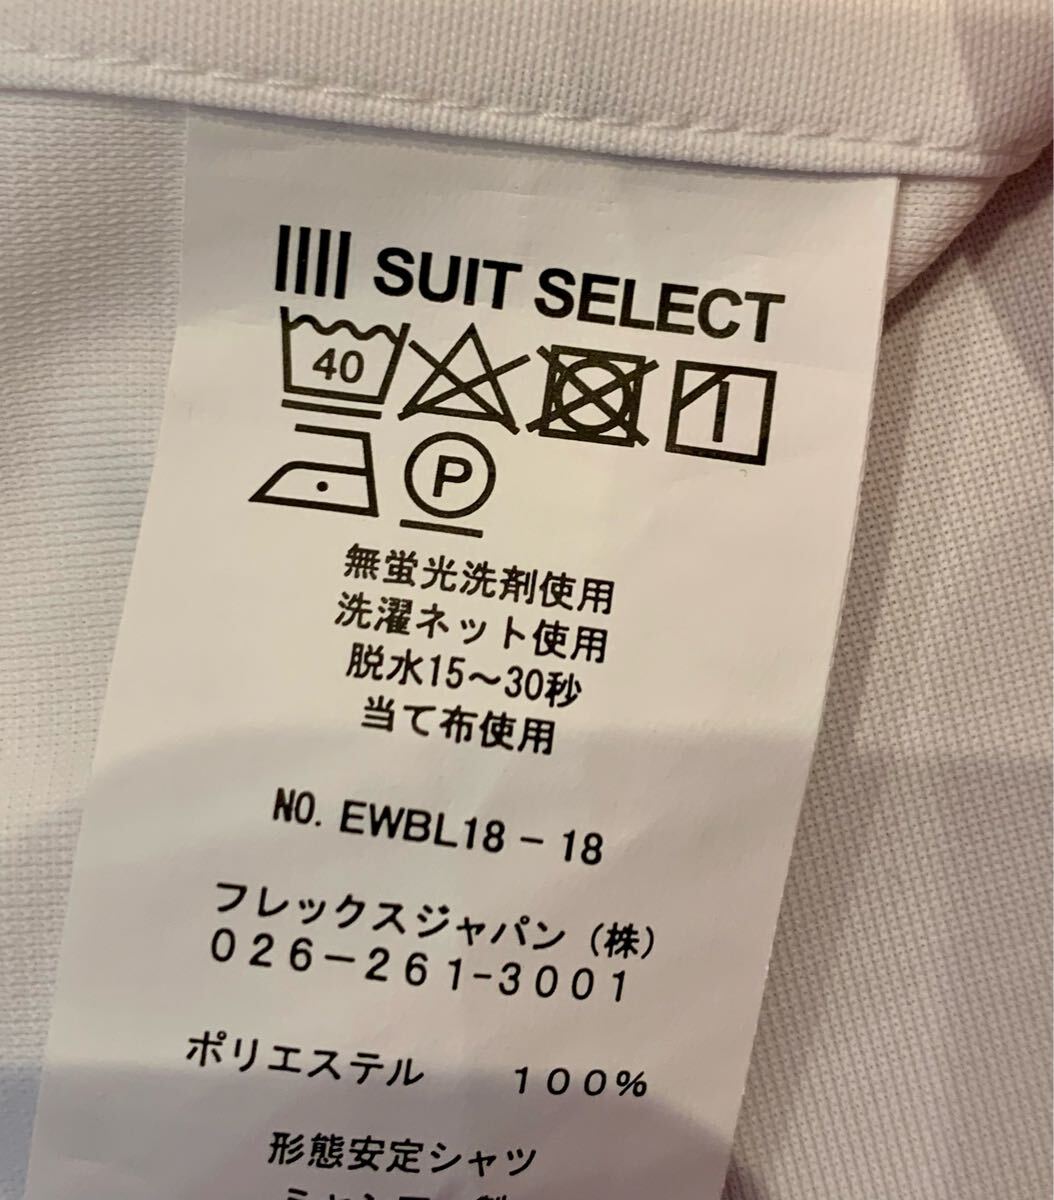 SUIT SELECT
40
P
無蛍光洗剤使用
洗濯ネット使用
脱水15～30秒
当て布使用
NO. EWBL18－18
フレックスジャパン（株）
026－261-3001
ポリエステル 100%
形態安定シャツ